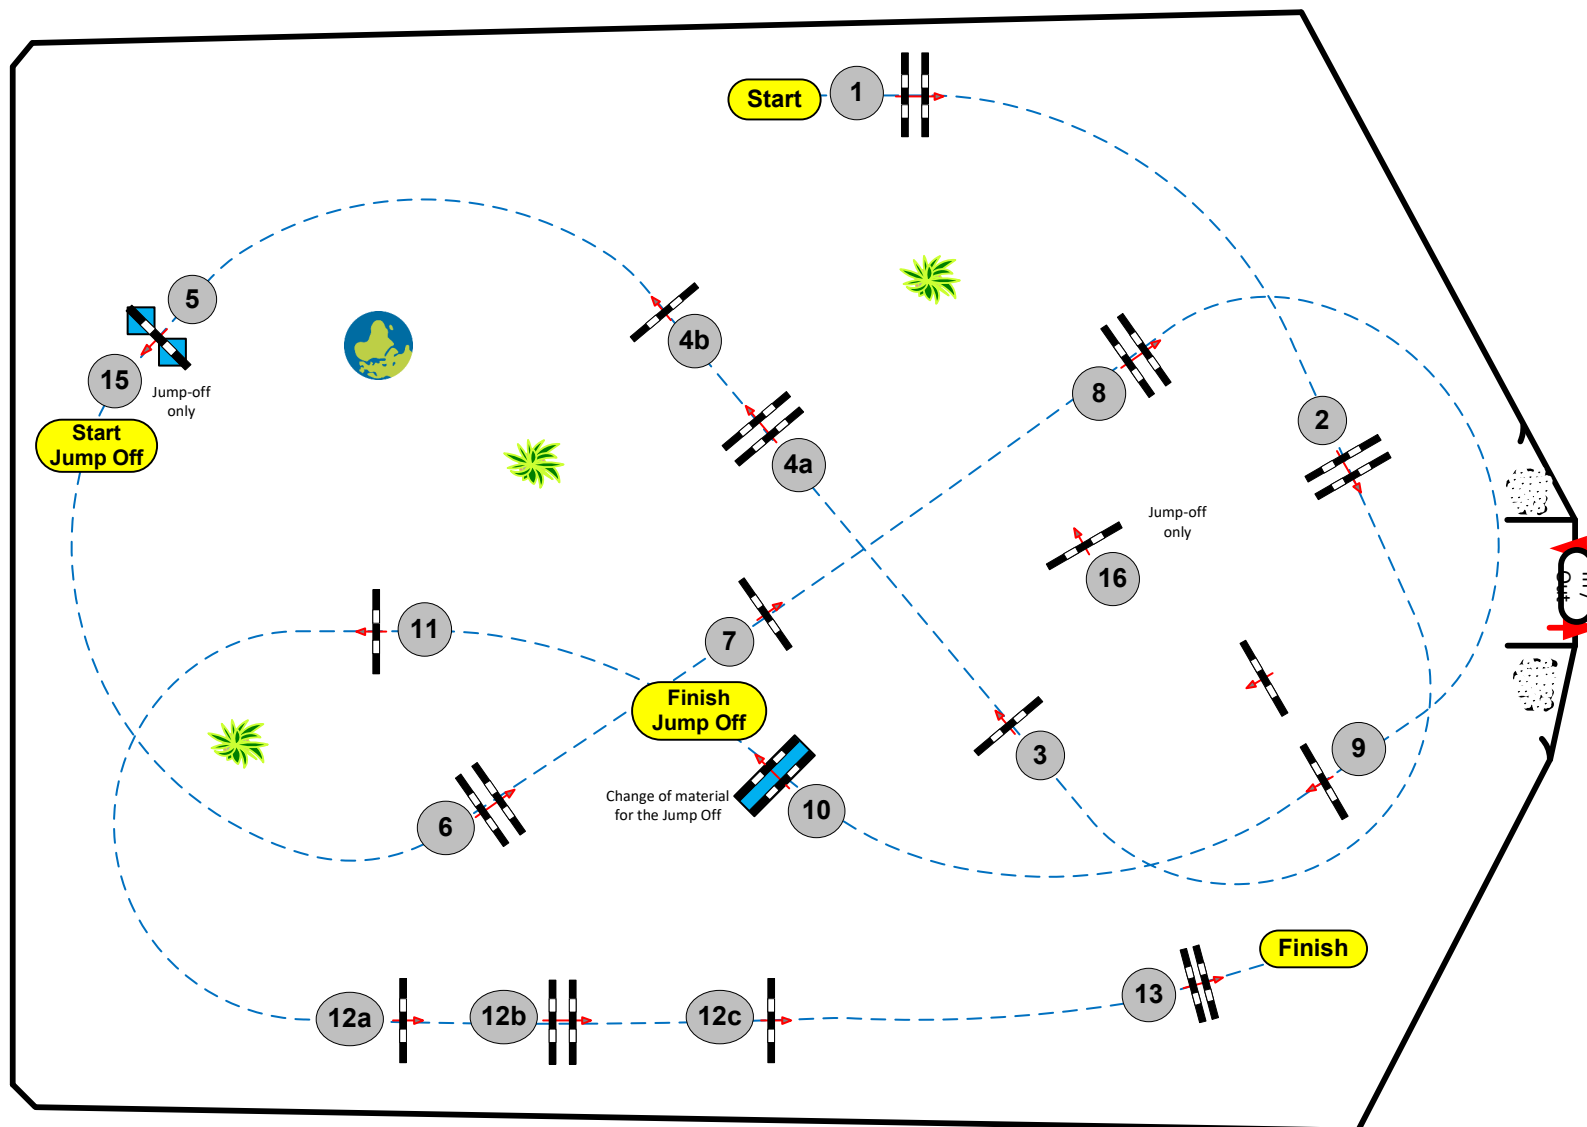 Start
1
5
4b
15
Jump-off
only
Start
Jump Off
8
2
4a
Jump-off
only
16
11
7
Finish
Jump Off
3
9
6
Change of material
for the Jump Off
10
Finish
13
12a
12b
12c
Out